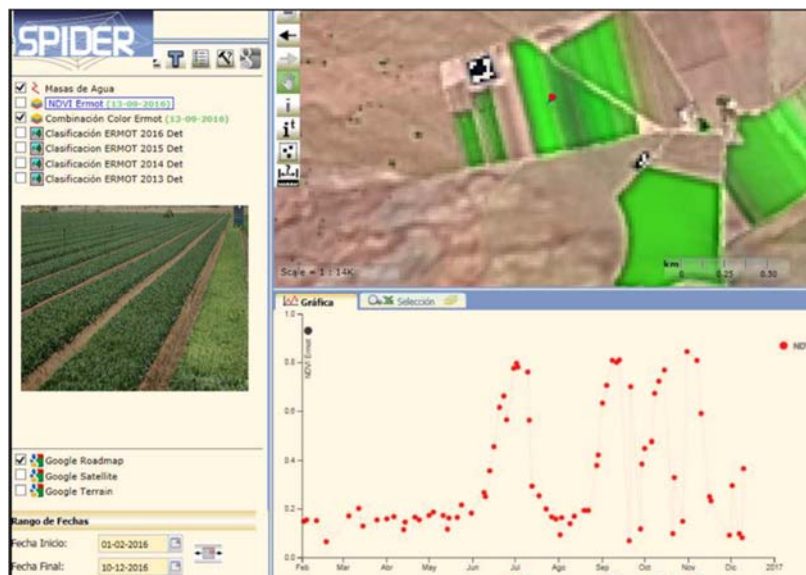 SPIDER
Masas de Agua
NDVI Ermot (13-09-2016)
Combinación Color Ermot (13-09-2016)
Clasificación ERMOT 2016 Det
Clasificación ERMOT 2015 Det
Clasificación ERMOT 2014 Det
Clasificación ERMOT 2013 Det
Google Roadmap
Google Satellite
Google Terrain
Rango de Fechas
Fecha Inicio: 01-02-2016
Fecha Final: 10-12-2016
Scale = 1 : 14K
km
0 0.25 0.50
Gráfica
Selección
1.0
0.8
0.6
0.4
0.2
0.0
NDVI Ermot
NDV
Feb Mar Abr May Jun Jul Ago Sep Oct Nov Dic 2017